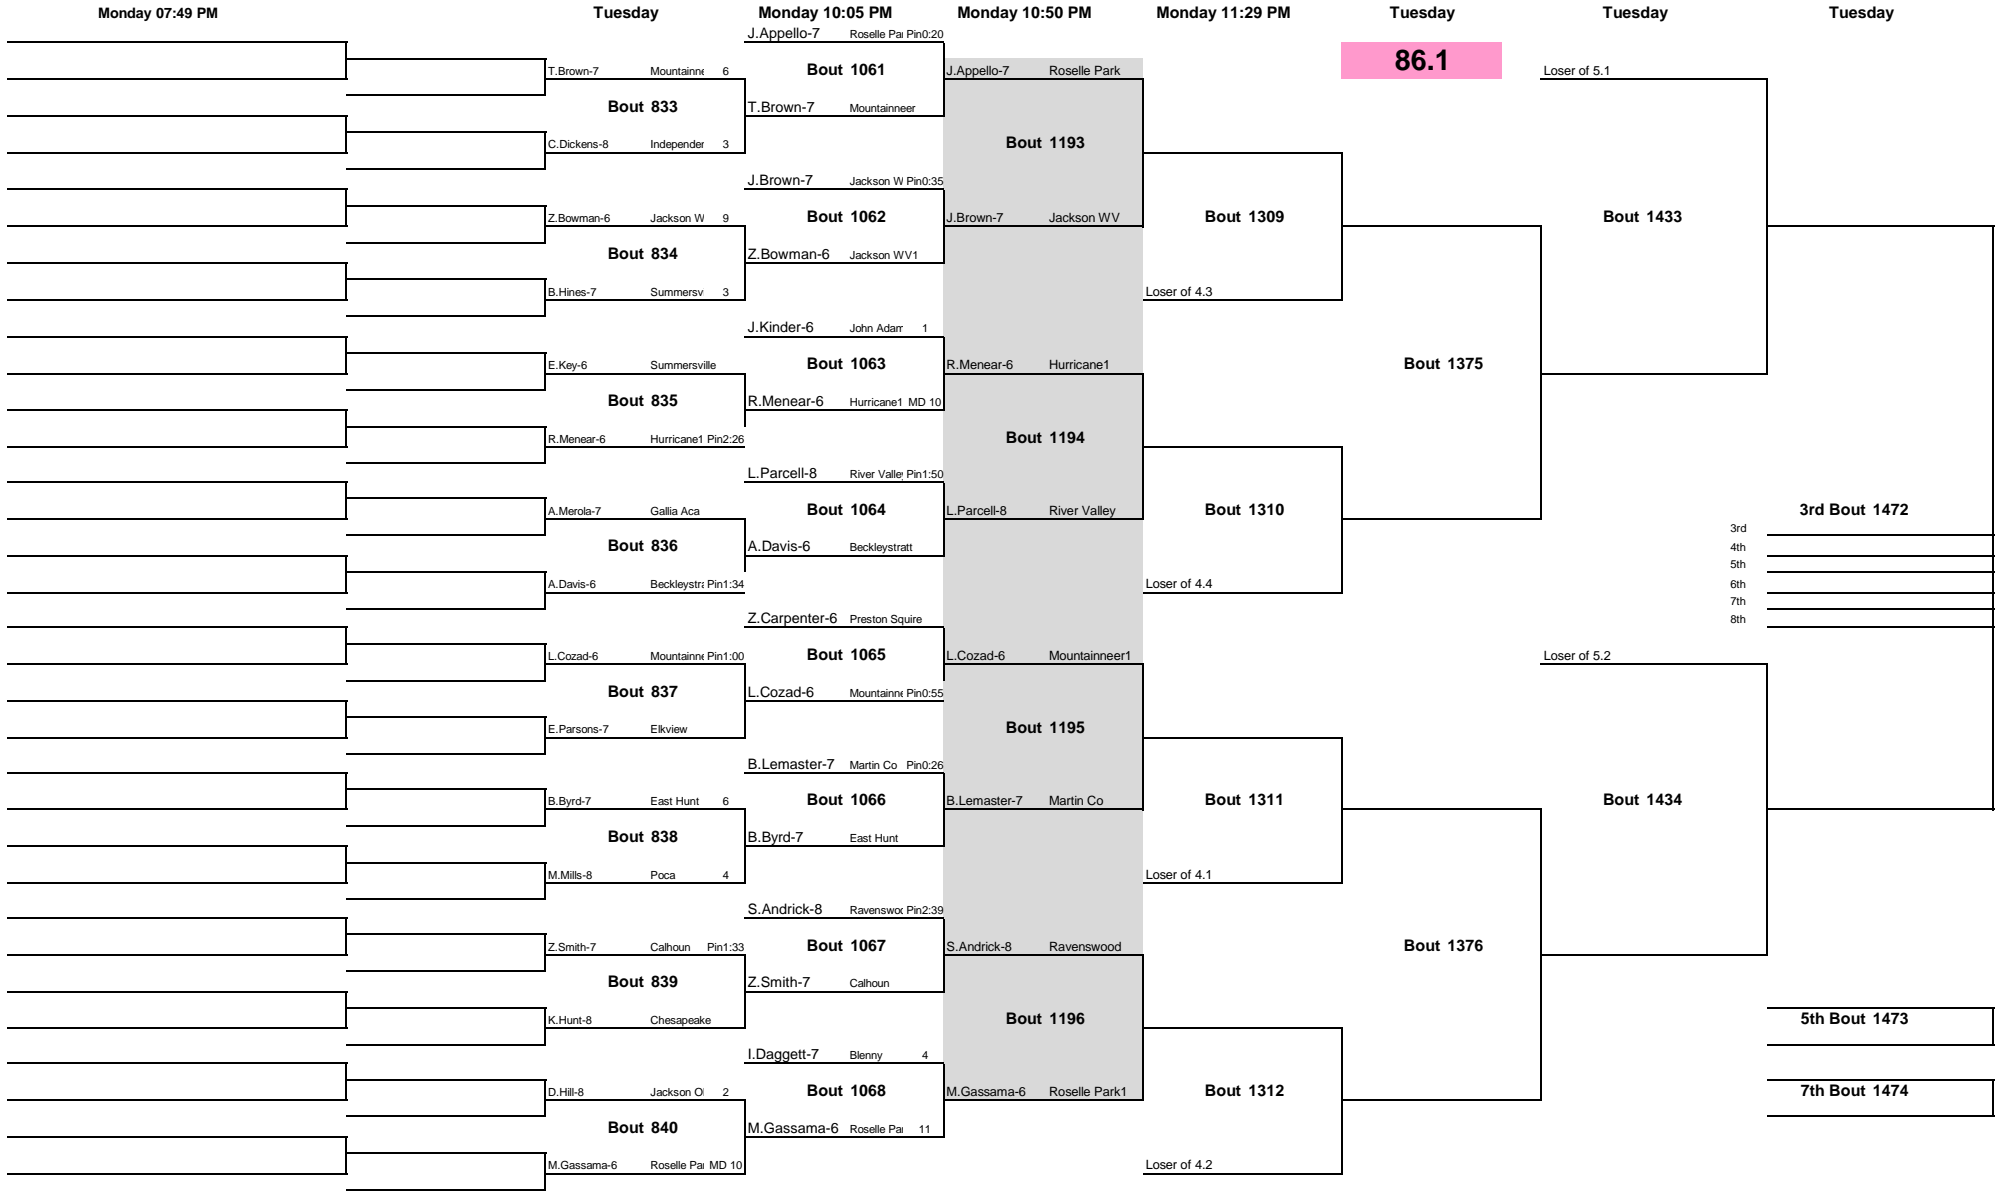 Monday 07:49 PM Tuesday Monday 10:05 PM Monday 10:50 PM Monday 11:29 PM Tuesday Tuesday Tuesday
J.Appello-7 Roselle Par Pin0:20
86.1
T.Brown-7 Mountainne 6 Bout 1061 J.Appello-7 Roselle Park Loser of 5.1
Bout 833 T.Brown-7 Mountainneer
C.Dickens-8 Independen 3 Bout 1193
J.Brown-7 Jackson W Pin0:35
Z.Bowman-6 Jackson W 9 Bout 1062 J.Brown-7 Jackson WV Bout 1309 Bout 1433
Bout 834 Z.Bowman-6 Jackson WV1
B.Hines-7 Summersv 3 Loser of 4.3
J.Kinder-6 John Adam 1
E.Key-6 Summersville Bout 1063 R.Menear-6 Hurricane1 Bout 1375
Bout 835 R.Menear-6 Hurricane1 MD 10
R.Menear-6 Hurricane1 Pin2:26 Bout 1194
L.Parcell-8 River Valley Pin1:50
A.Merola-7 Gallia Aca Bout 1064 L.Parcell-8 River Valley Bout 1310 3rd Bout 1472
3rd
Bout 836 A.Davis-6 Beckleystratt 4th
5th
A.Davis-6 Beckleystra Pin1:34 Loser of 4.4 6th
7th
Z.Carpenter-6 Preston Squire 8th
L.Cozad-6 Mountainne Pin1:00 Bout 1065 L.Cozad-6 Mountainneer1 Loser of 5.2
Bout 837 L.Cozad-6 Mountainne Pin0:55
E.Parsons-7 Elkview Bout 1195
B.Lemaster-7 Martin Co Pin0:26
B.Byrd-7 East Hunt 6 Bout 1066 B.Lemaster-7 Martin Co Bout 1311 Bout 1434
Bout 838 B.Byrd-7 East Hunt
M.Mills-8 Poca 4 Loser of 4.1
S.Andrick-8 Ravenswoo Pin2:39
Z.Smith-7 Calhoun Pin1:33 Bout 1067 S.Andrick-8 Ravenswood Bout 1376
Bout 839 Z.Smith-7 Calhoun
K.Hunt-8 Chesapeake Bout 1196 5th Bout 1473
I.Daggett-7 Blenny 4
D.Hill-8 Jackson O 2 Bout 1068 M.Gassama-6 Roselle Park1 Bout 1312 7th Bout 1474
Bout 840 M.Gassama-6 Roselle Pa 11
M.Gassama-6 Roselle Par MD 10 Loser of 4.2